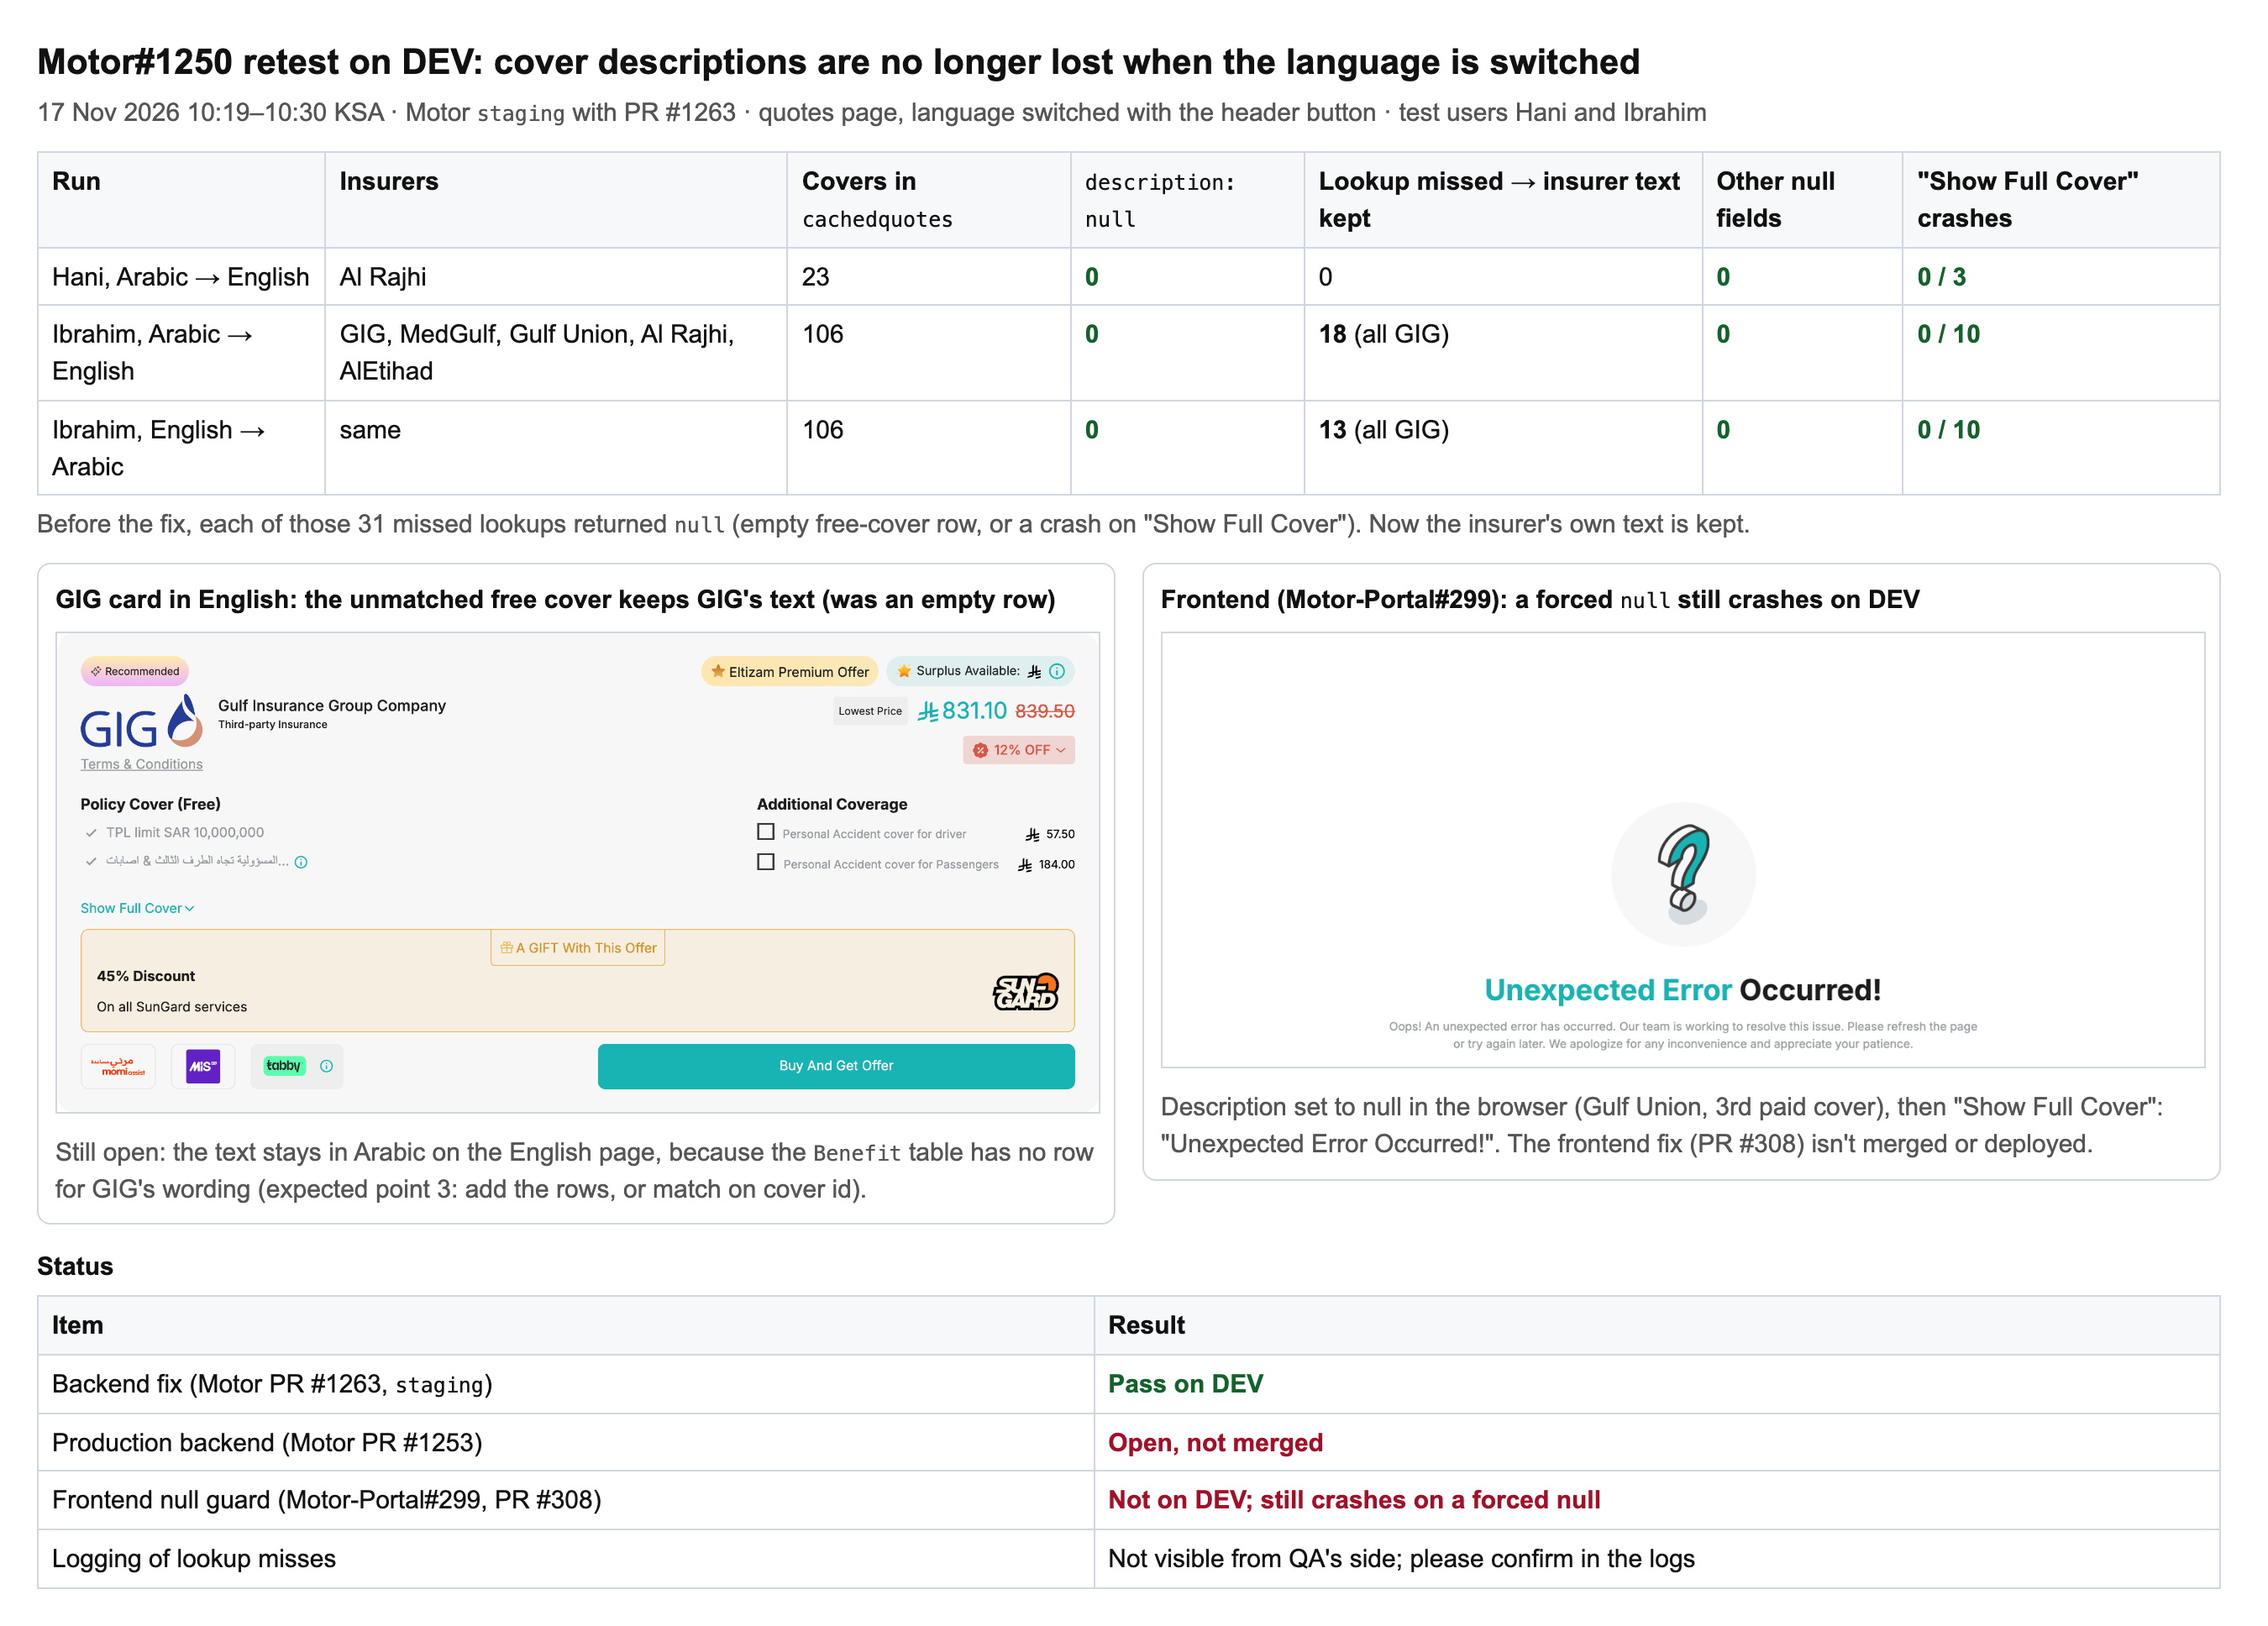 Motor#1250 retest on DEV: cover descriptions are no longer lost when the language is switched
17 Nov 2026 10:19–10:30 KSA · Motor staging with PR #1263 · quotes page, language switched with the header button · test users Hani and Ibrahim
Run
Insurers
Covers in
cachedquotes
description:
null
Lookup missed → insurer text
kept
Other null
fields
"Show Full Cover"
crashes
Hani, Arabic → English
Al Rajhi
23
0
0
0
0 / 3
Ibrahim, Arabic →
English
GIG, MedGulf, Gulf Union, Al Rajhi,
AlEtihad
106
0
18 (all GIG)
0
0 / 10
Ibrahim, English →
Arabic
same
106
0
13 (all GIG)
0
0 / 10
Before the fix, each of those 31 missed lookups returned null (empty free-cover row, or a crash on "Show Full Cover"). Now the insurer's own text is kept.
GIG card in English: the unmatched free cover keeps GIG's text (was an empty row)
Recommended
Eltizam Premium Offer
Surplus Available:
GIG
Gulf Insurance Group Company
Third-party Insurance
Lowest Price
831.10 839.50
12% OFF
Terms & Conditions
Policy Cover (Free)
TPL limit SAR 10,000,000
المسؤولية تجاه الطرف الثالث & اصابات...
Additional Coverage
Personal Accident cover for driver
57.50
Personal Accident cover for Passengers
184.00
Show Full Cover
A GIFT With This Offer
45% Discount
On all SunGard services
SUN-
GARD
morni assist
MIS
tabby
Buy And Get Offer
Still open: the text stays in Arabic on the English page, because the Benefit table has no row
for GIG's wording (expected point 3: add the rows, or match on cover id).
Frontend (Motor-Portal#299): a forced null still crashes on DEV
Unexpected Error Occurred!
Oops! An unexpected error has occurred. Our team is working to resolve this issue. Please refresh the page
or try again later. We apologize for any inconvenience and appreciate your patience.
Description set to null in the browser (Gulf Union, 3rd paid cover), then "Show Full Cover":
"Unexpected Error Occurred!". The frontend fix (PR #308) isn't merged or deployed.
Status
Item
Result
Backend fix (Motor PR #1263, staging)
Pass on DEV
Production backend (Motor PR #1253)
Open, not merged
Frontend null guard (Motor-Portal#299, PR #308)
Not on DEV; still crashes on a forced null
Logging of lookup misses
Not visible from QA's side; please confirm in the logs